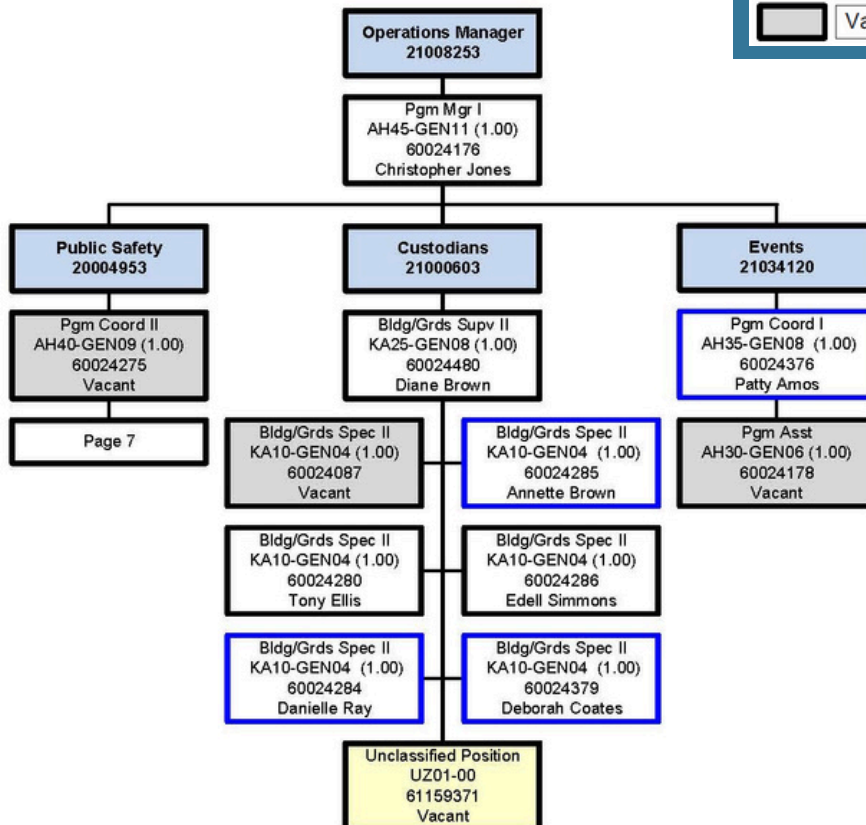 Va
Operations Manager
21008253
Pgm Mgr I
AH45-GEN11 (1.00)
60024176
Christopher Jones
Public Safety
20004953
Pgm Coord II
AH40-GEN09 (1.00)
60024275
Vacant
Page 7
Custodians
21000603
Bldg/Grds Supv II
KA25-GEN08 (1.00)
60024480
Diane Brown
Bldg/Grds Spec II
KA10-GEN04 (1.00)
60024087
Vacant
Bldg/Grds Spec II
KA10-GEN04 (1.00)
60024285
Annette Brown
Bldg/Grds Spec II
KA10-GEN04 (1.00)
60024280
Tony Ellis
Bldg/Grds Spec II
KA10-GEN04 (1.00)
60024286
Edell Simmons
Bldg/Grds Spec II
KA10-GEN04 (1.00)
60024284
Danielle Ray
Bldg/Grds Spec II
KA10-GEN04 (1.00)
60024379
Deborah Coates
Unclassified Position
UZ01-00
61159371
Vacant
Events
21034120
Pgm Coord I
AH35-GEN08 (1.00)
60024376
Patty Amos
Pgm Asst
AH30-GEN06 (1.00)
60024178
Vacant